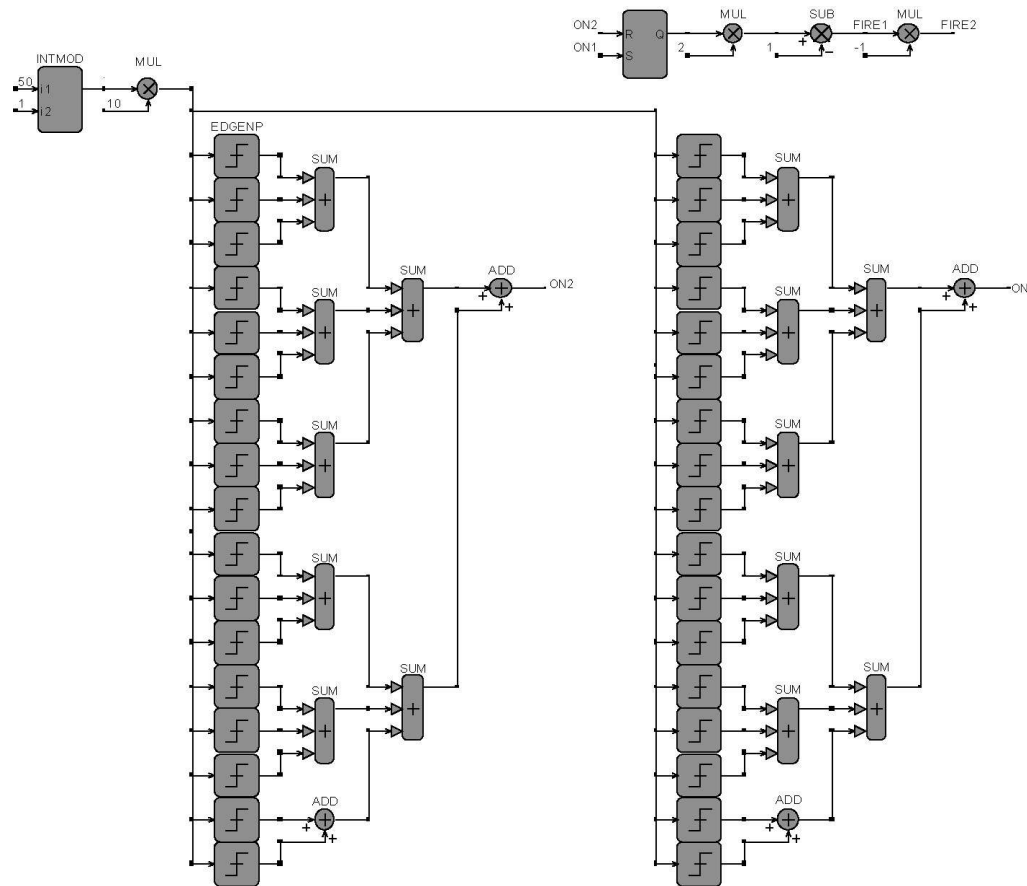 ON2 MUL SUB FIRE1 MUL FIRE2
R Q
ON1 S 2 1 + − -1
INTMOD MUL
50 i1
1 i2 10
EDGENP
SUM SUM
+ +
SUM ADD SUM ADD
ON2 ON
SUM + + SUM + +
+ + + +
SUM SUM
+ +
SUM SUM
+ +
SUM SUM
SUM SUM
+ + + +
ADD ADD
+ + + +
+ +